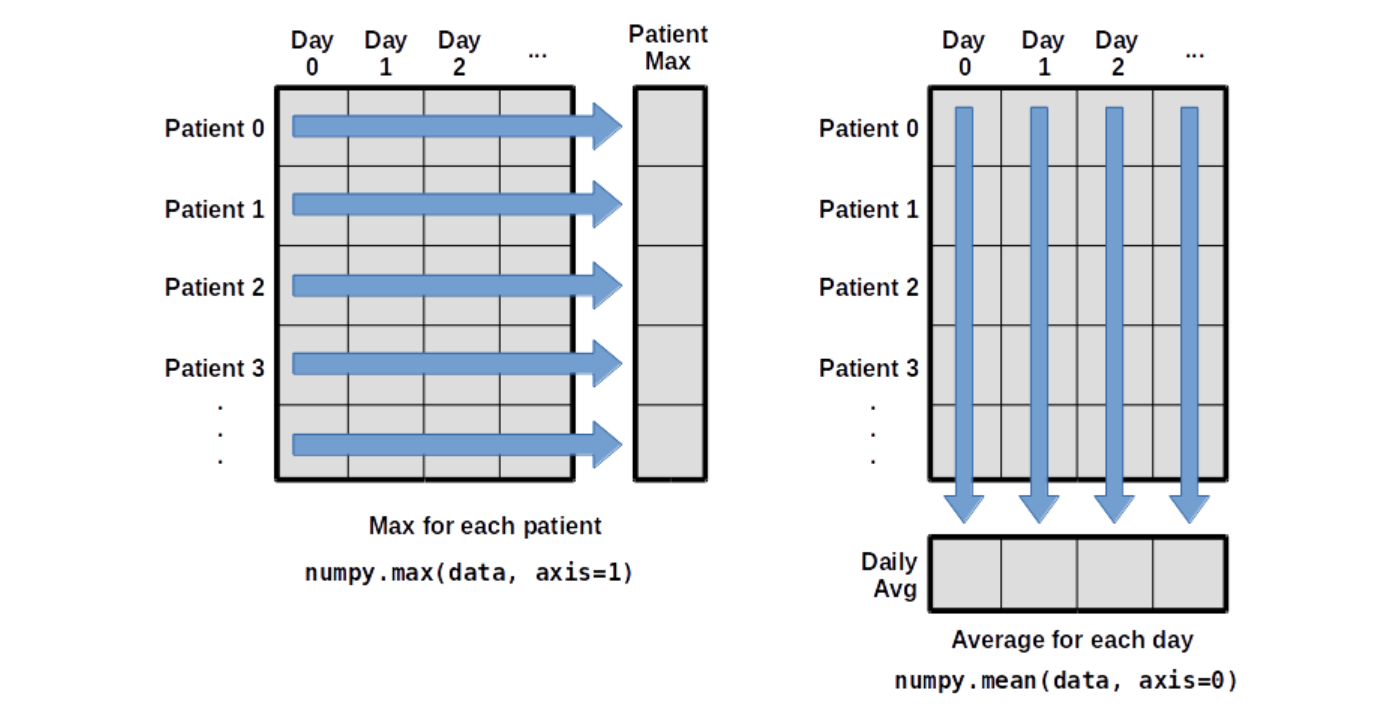 Day Day Day Patient
0 1 2 ... Max
Patient 0
Patient 1
Patient 2
Patient 3
.
.
.
Max for each patient
numpy.max(data, axis=1)
Day Day Day
0 1 2 ...
Patient 0
Patient 1
Patient 2
Patient 3
.
.
.
Daily
Avg
Average for each day
numpy.mean(data, axis=0)